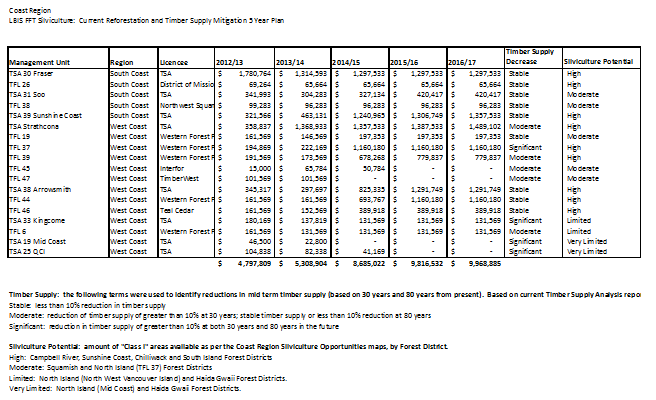 Coast Region
LBIS FFT Silviculture: Current Reforestation and Timber Supply Mitigation 5 Year Plan
Timber Supply
Management Unit Region Licencee 2012/13 2013/14 2014/15 2015/16 2016/17 Decrease Silviculture Potential
TSA 30 Fraser South Coast TSA $ 1,780,764 $ 1,314,593 $ 1,297,533 $ 1,297,533 $ 1,297,533 Stable High
TFL 26 South Coast District of Missio $ 69,264 $ 65,664 $ 65,664 $ 65,664 $ 65,664 Stable High
TSA 31 Soo South Coast TSA $ 341,993 $ 304,283 $ 327,134 $ 420,417 $ 420,417 Stable Moderate
TFL 38 South Coast Northwest Squam $ 99,283 $ 96,283 $ 96,283 $ 96,283 $ 96,283 Stable Moderate
TSA 39 Sunshine Coast South Coast TSA $ 321,566 $ 463,131 $ 1,240,965 $ 1,306,749 $ 1,357,533 Stable High
TSA Strathcona West Coast TSA $ 358,837 $ 1,368,933 $ 1,357,533 $ 1,387,533 $ 1,489,102 Moderate High
TFL 19 West Coast Western Forest P $ 161,569 $ 146,569 $ 197,353 $ 197,353 $ 197,353 Stable Moderate
TFL 37 West Coast Western Forest P $ 194,869 $ 222,169 $ 1,160,180 $ 1,160,180 $ 1,160,180 Significant High
TFL 39 West Coast Western Forest P $ 191,569 $ 173,569 $ 678,268 $ 779,837 $ 779,837 Moderate High
TFL 45 West Coast Interfor $ 15,000 $ 65,784 $ 50,784 $ - $ - Moderate Moderate
TFL 47 West Coast TimberWest $ 101,569 $ 101,569 $ - $ - $ - Moderate Moderate
TSA 38 Arrowsmith West Coast TSA $ 345,317 $ 297,697 $ 825,335 $ 1,291,749 $ 1,291,749 Stable High
TFL 44 West Coast Western Forest P $ 161,569 $ 161,569 $ 693,767 $ 1,160,180 $ 1,160,180 Stable High
TFL 46 West Coast Teal Cedar $ 161,569 $ 152,569 $ 389,918 $ 389,918 $ 389,918 Stable High
TSA 33 Kingcome West Coast TSA $ 180,169 $ 137,819 $ 131,569 $ 131,569 $ 131,569 Significant Limited
TFL 6 West Coast Western Forest P $ 161,569 $ 131,569 $ 131,569 $ 131,569 $ 131,569 Moderate Limited
TSA 19 Mid Coast West Coast TSA $ 46,500 $ 22,800 $ - $ - $ - Significant Very Limited
TSA 25 QCI West Coast TSA $ 104,838 $ 82,338 $ 41,169 $ - $ - Significant Very Limited
$ 4,797,809 $ 5,308,904 $ 8,685,022 $ 9,816,532 $ 9,968,885
Timber Supply: the following terms were used to identify reductions in mid term timber supply (based on 30 years and 80 years from present). Based on current Timber Supply Analysis repo
Stable: less than 10% reduction in timber supply
Moderate: reduction of timber supply of greater than 10% at 30 years; stable timber supply or less than 10% reduction at 80 years
Significant: reduction in timber supply of greater than 10% at both 30 years and 80 years in the future
Silviculture Potential: amount of "Class I" areas available as per the Coast Region Silviculture Opportunities maps, by Forest District.
High: Campbell River, Sunshine Coast, Chilliwack and South Island Forest Districts
Moderate: Squamish and North Island (TFL 37) Forest Districts
Limited: North Island (North West Vancouver Island) and Haida Gwaii Forest Districts.
Very Limited: North Island (Mid Coast) and Haida Gwaii Forest Districts.